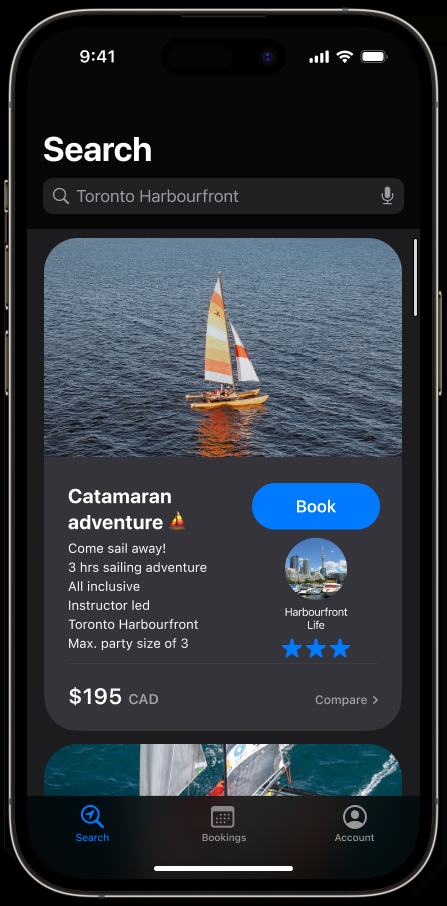 9:41
Search
Toronto Harbourfront
Catamaran
adventure ⛵
Book
Come sail away!
3 hrs sailing adventure
All inclusive
Instructor led
Toronto Harbourfront
Max. party size of 3
Harbourfront
Life
$195 CAD
Compare >
Search
Bookings
Account